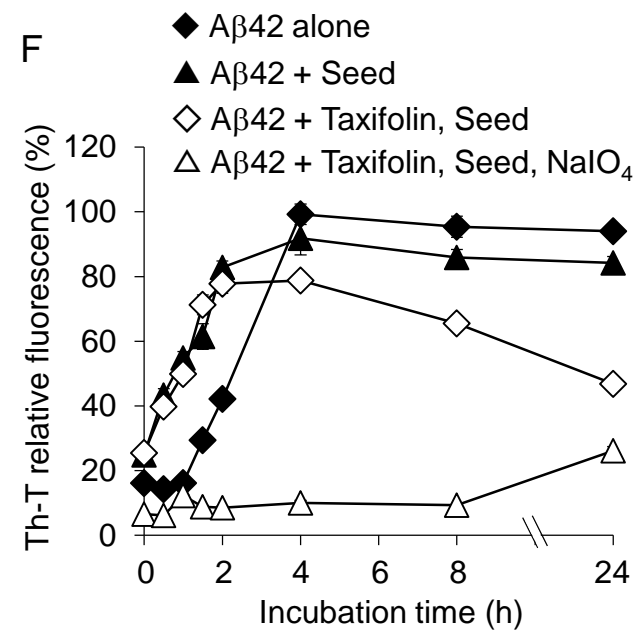 F
Aβ42 alone
Aβ42 + Seed
Aβ42 + Taxifolin, Seed
Aβ42 + Taxifolin, Seed, NaIO₄
Th-T relative fluorescence (%)
120
100
80
60
40
20
0
0 2 4 6 8 24
Incubation time (h)